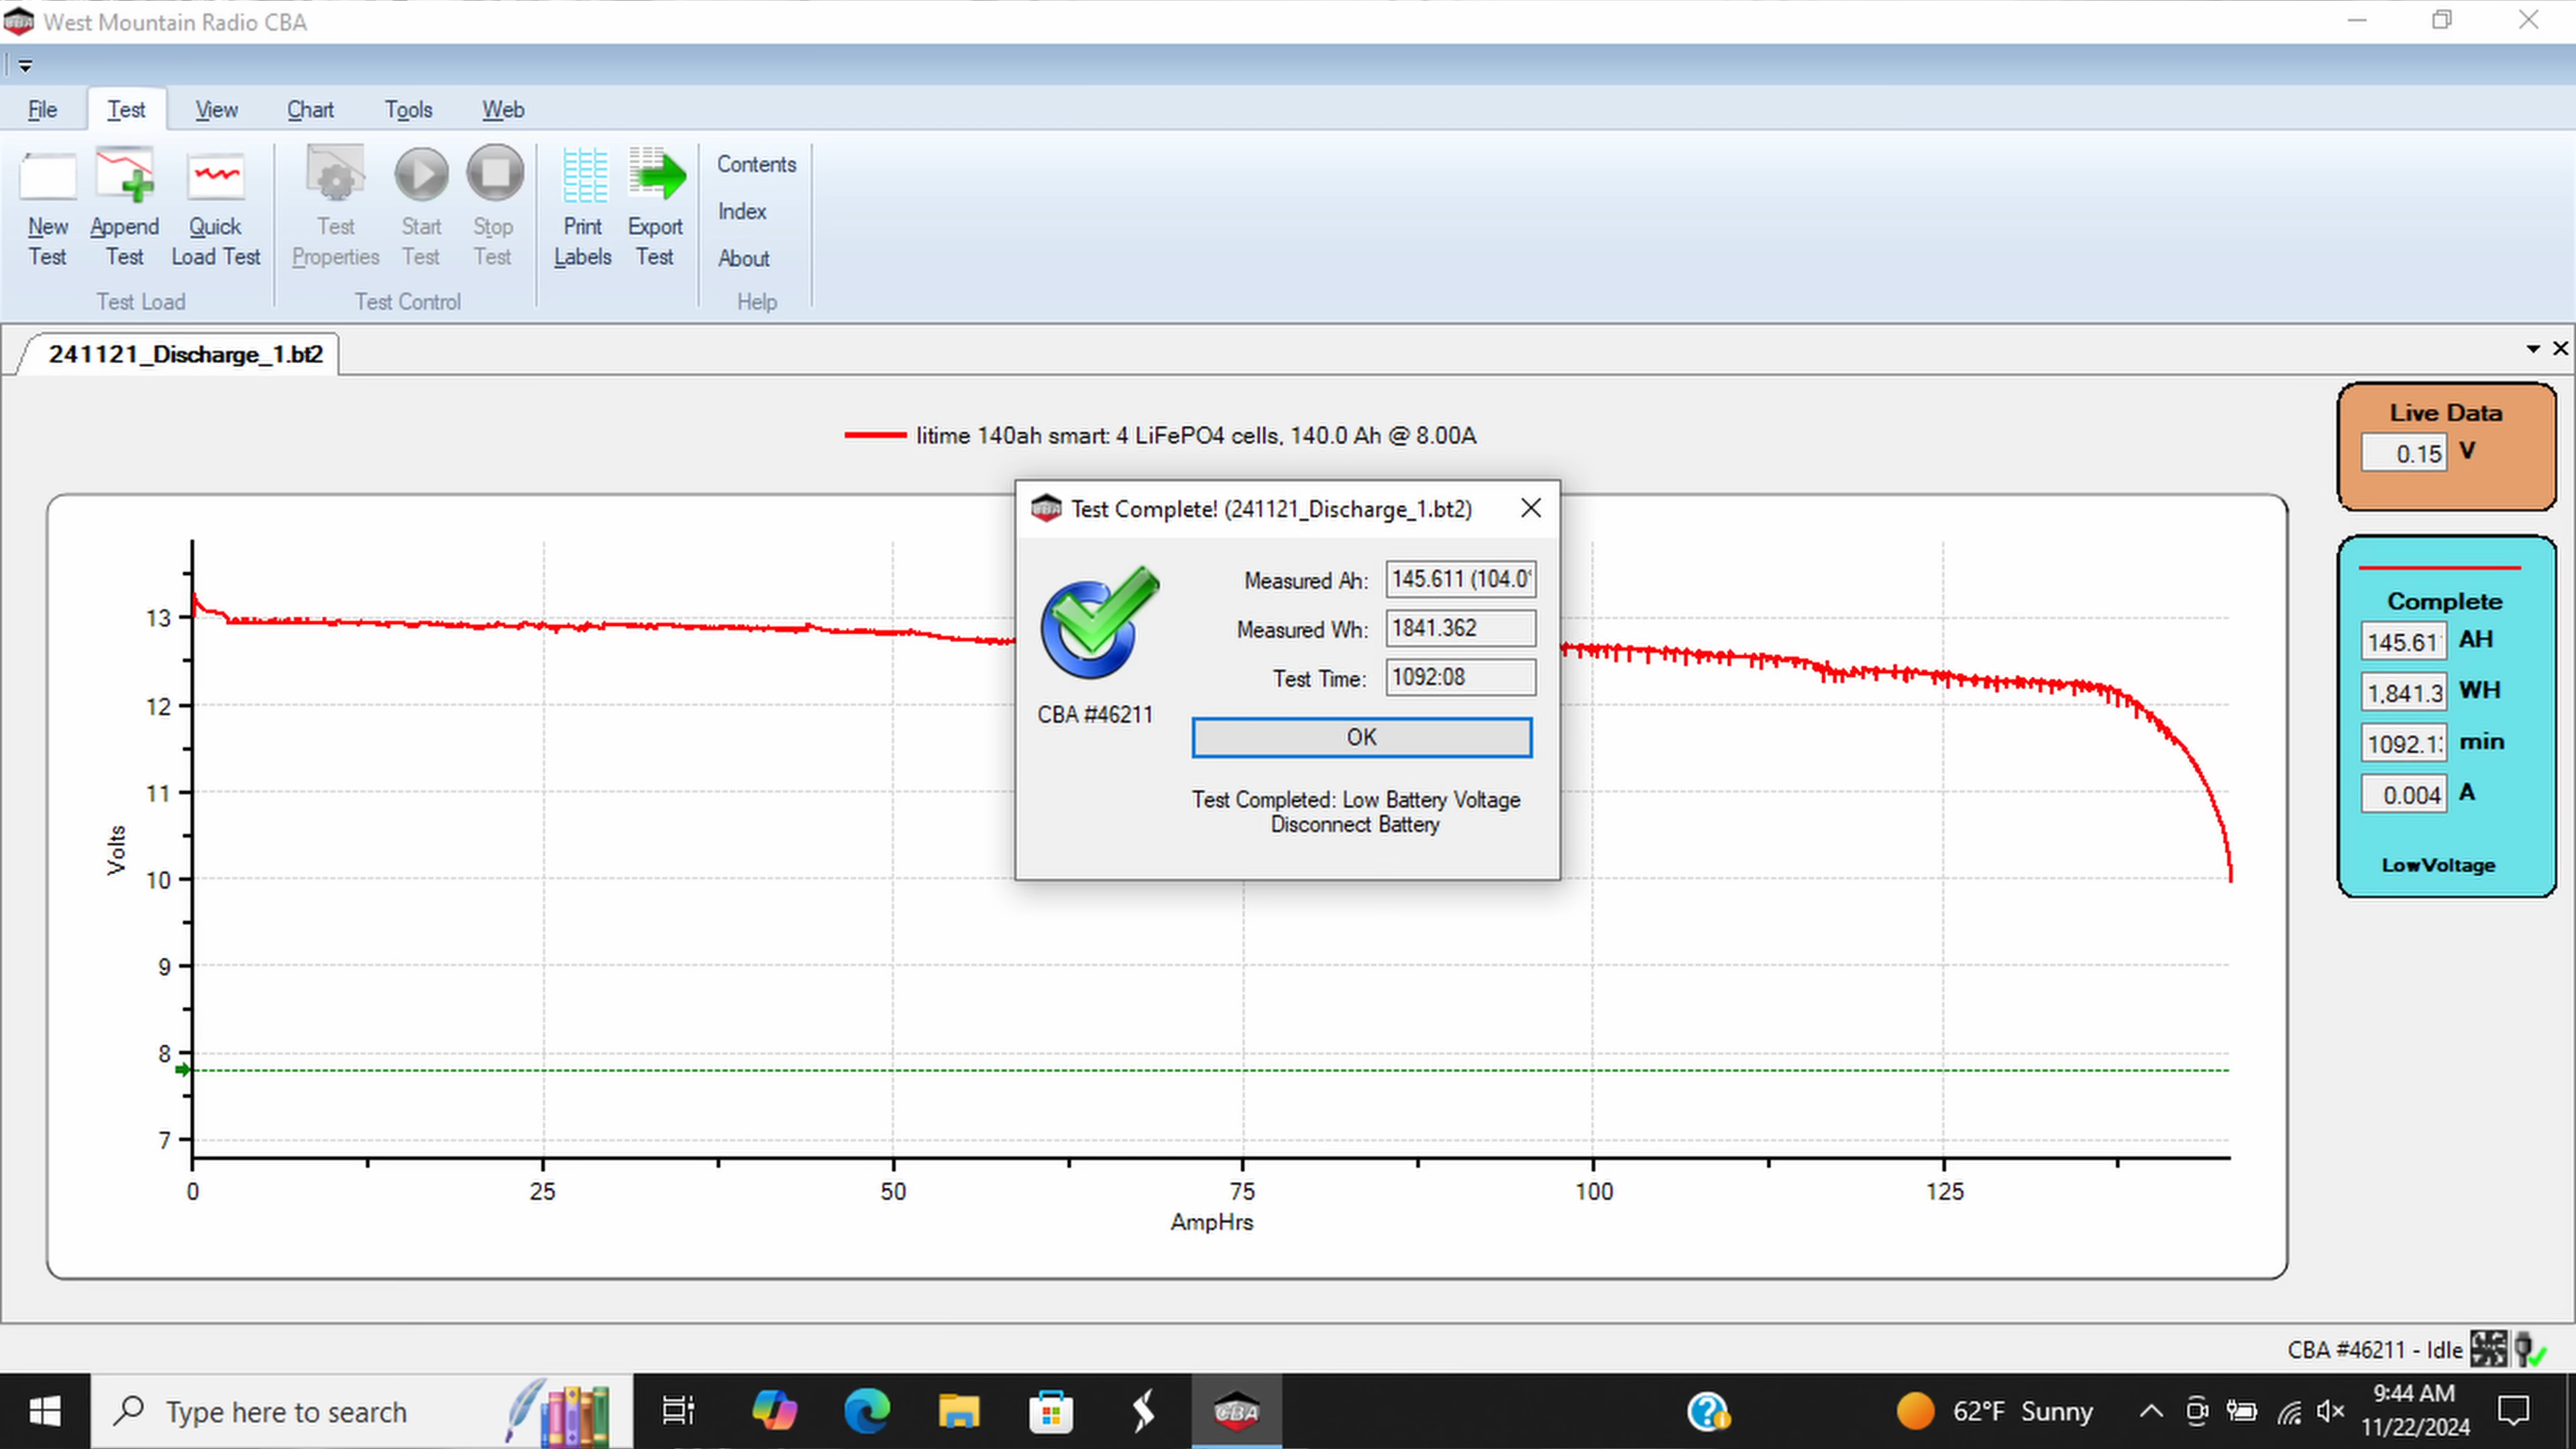 West Mountain Radio CBA
File Test View Chart Tools Web
New Test
Append Test
Quick Load Test
Test Properties
Start Test
Stop Test
Print Labels
Export Test
Contents
Index
About
Test Load
Test Control
Help
241121_Discharge_1.bt2
litime 140ah smart: 4 LiFePO4 cells, 140.0 Ah @ 8.00A
Live Data
0.15 V
Test Complete! (241121_Discharge_1.bt2)
Measured Ah: 145.611 (104.0
Measured Wh: 1841.362
Test Time: 1092:08
CBA #46211
OK
Test Completed: Low Battery Voltage
Disconnect Battery
Complete
145.61 AH
1,841.3 WH
1092.1 min
0.004 A
LowVoltage
Volts
13
12
11
10
9
8
7
0 25 50 75 100 125
AmpHrs
CBA #46211 - Idle
Type here to search
CBA
62°F Sunny
9:44 AM
11/22/2024